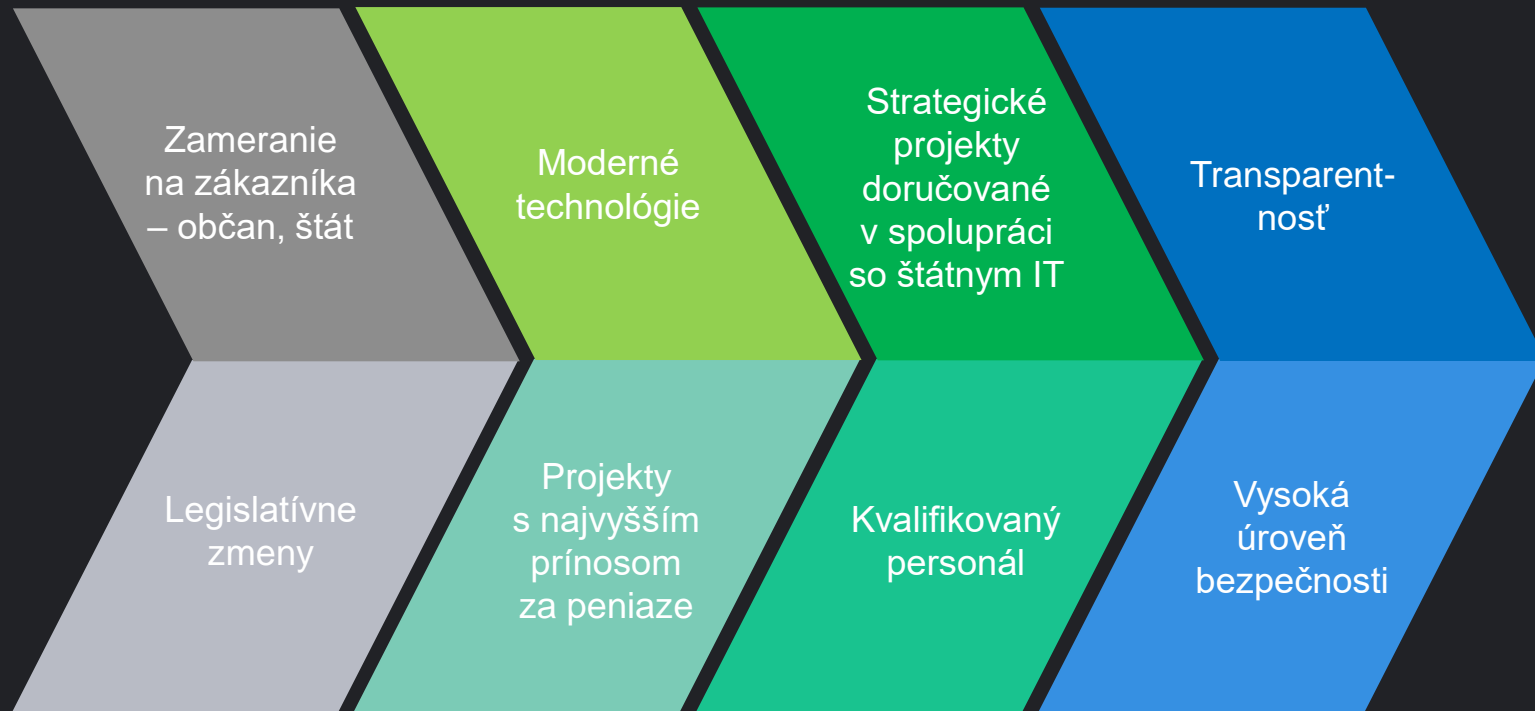 Zameranie
na zákazníka
– občan, štát
Moderné
technológie
Strategické
projekty
doručované
v spolupráci
so štátnym IT
Transparent-
nosť
Legislatívne
zmeny
Projekty
s najvyšším
prínosom
za peniaze
Kvalifikovaný
personál
Vysoká
úroveň
bezpečnosti